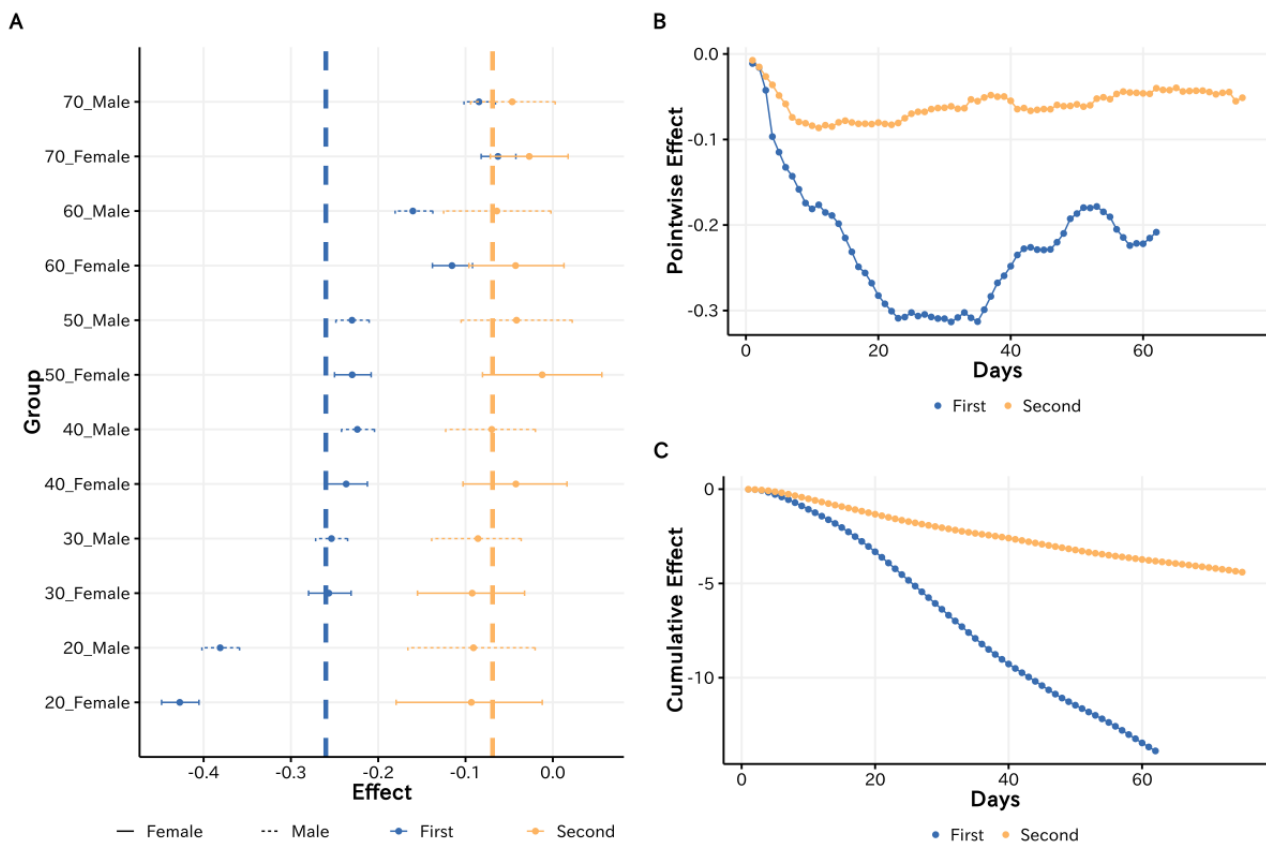 A
70_Male
70_Female
60_Male
60_Female
50_Male
50_Female
40_Male
40_Female
30_Male
30_Female
20_Male
20_Female
Group
-0.4 -0.3 -0.2 -0.1 0.0
Effect
Female Male First Second
B
0.0
-0.1
-0.2
-0.3
Pointwise Effect
0 20 40 60
Days
First Second
C
0
-5
-10
Cumulative Effect
0 20 40 60
Days
First Second